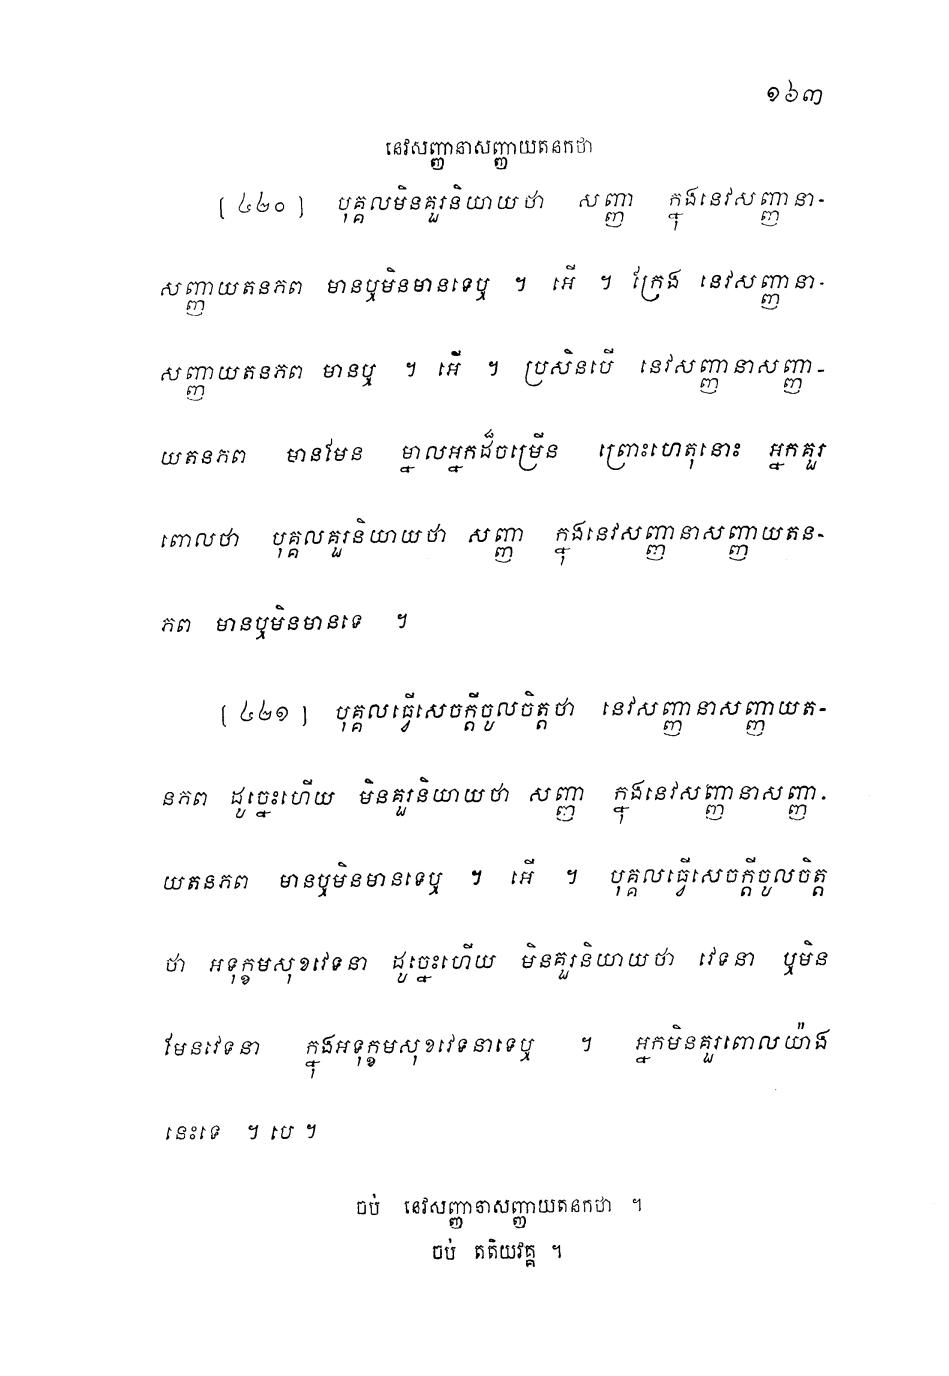 ១៦៣
នេវសញ្ញានាសញ្ញាយតនកថា
[ ៤២០ ] បុគ្គលមិនគួរនិយាយថា សញ្ញា ក្នុងនេវសញ្ញានា-
សញ្ញាយតនភព មានឬមិនមានទេឬ ។ អើ ។ ក្រែង នេវសញ្ញានា-
សញ្ញាយតនភព មានឬ ។ អើ ។ ប្រសិនបើ នេវសញ្ញានាសញ្ញា-
យតនភព មានមែន ម្នាលអ្នកដ៏ចម្រើន ព្រោះហេតុនោះ អ្នកគួរ
ពោលថា បុគ្គលគួរនិយាយថា សញ្ញា ក្នុងនេវសញ្ញានាសញ្ញាយតន-
ភព មានឬមិនមានទេ ។
[ ៤២១ ] បុគ្គលធ្វើសេចក្តីចូលចិត្តថា នេវសញ្ញានាសញ្ញាយត-
នភព ដូច្នេះហើយ មិនគួរនិយាយថា សញ្ញា ក្នុងនេវសញ្ញានាសញ្ញា-
យតនភព មានឬមិនមានទេឬ ។ អើ ។ បុគ្គលធ្វើសេចក្តីចូលចិត្ត
ថា អទុក្ខមសុខវេទនា ដូច្នេះហើយ មិនគួរនិយាយថា វេទនា ឬមិន
មែនវេទនា ក្នុងអទុក្ខមសុខវេទនាទេឬ ។ អ្នកមិនគួរពោលយ៉ាង
នេះទេ ។ បេ ។
ចប់ នេវសញ្ញានាសញ្ញាយតនកថា ។
ចប់ តតិយវគ្គ ។